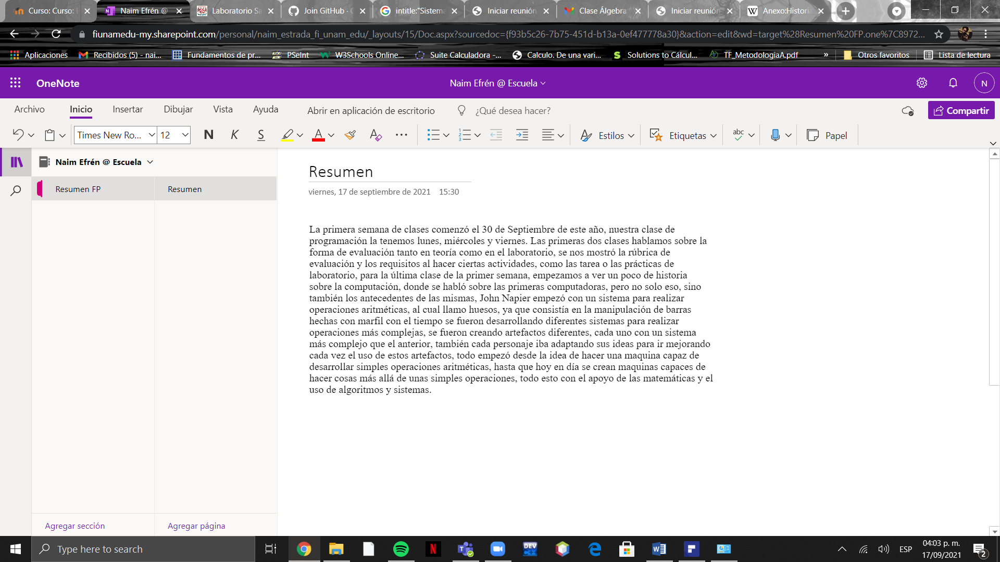 Curso: Curso: E
Naim Efrén @
Laboratorio Sa
Join GitHub · G
intitle:"Sistema
Iniciar reunión
Clase Álgebra
Iniciar reunión
Anexo:Historia
fiunamedu-my.sharepoint.com/personal/naim_estrada_fi_unam_edu/_layouts/15/Doc.aspx?sourcedoc={f93b5c26-7b75-451d-b13a-0ef477778a30}&action=edit&wd=target%28Resumen%20FP.one%7C8972...
Aplicaciones
Recibidos (5) - nai...
Fundamentos de pr...
PSeInt
W3Schools Online...
Suite Calculadora -...
Calculo. De una vari...
Solutions to Cálcul...
TF_MetodologiaA.pdf
»
Otros favoritos
Lista de lectura
OneNote
Naim Efrén @ Escuela
N
Archivo
Inicio
Insertar
Dibujar
Vista
Ayuda
Abrir en aplicación de escritorio
¿Qué desea hacer?
Compartir
Times New Ro...
12
N
K
S
Estilos
Etiquetas
abc
Papel
Naim Efrén @ Escuela
Resumen FP
Resumen
Resumen
viernes, 17 de septiembre de 2021 15:30
La primera semana de clases comenzó el 30 de Septiembre de este año, nuestra clase de
programación la tenemos lunes, miércoles y viernes. Las primeras dos clases hablamos sobre la
forma de evaluación tanto en teoría como en el laboratorio, se nos mostró la rúbrica de
evaluación y los requisitos al hacer ciertas actividades, como las tarea o las prácticas de
laboratorio, para la última clase de la primer semana, empezamos a ver un poco de historia
sobre la computación, donde se habló sobre las primeras computadoras, pero no solo eso, sino
también los antecedentes de las mismas, John Napier empezó con un sistema para realizar
operaciones aritméticas, al cual llamo huesos, ya que consistía en la manipulación de barras
hechas con marfil con el tiempo se fueron desarrollando diferentes sistemas para realizar
operaciones más complejas, se fueron creando artefactos diferentes, cada uno con un sistema
más complejo que el anterior, también cada personaje iba adaptando sus ideas para ir mejorando
cada vez el uso de estos artefactos, todo empezó desde la idea de hacer una maquina capaz de
desarrollar simples operaciones aritméticas, hasta que hoy en día se crean maquinas capaces de
hacer cosas más allá de unas simples operaciones, todo esto con el apoyo de las matemáticas y el
uso de algoritmos y sistemas.
Agregar sección
Agregar página
Type here to search
DEV
ESP
04:03 p. m.
17/09/2021
2